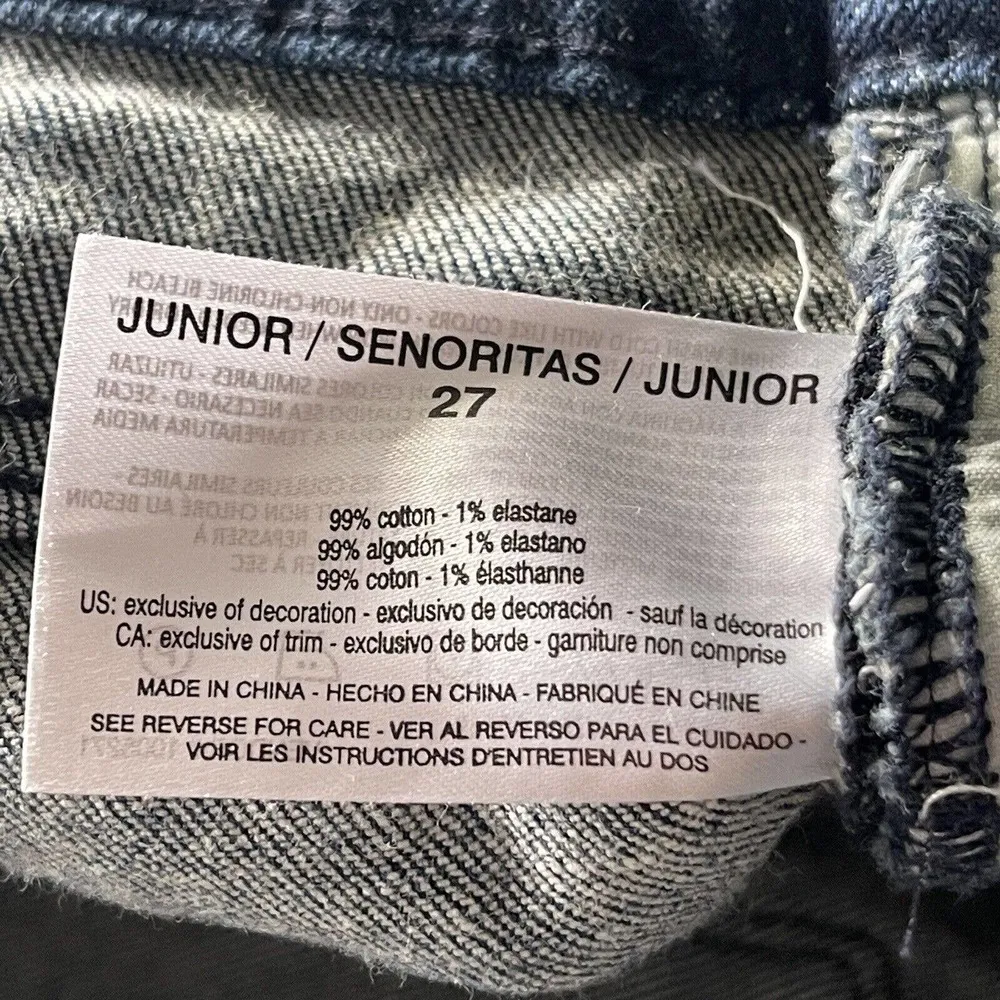 JUNIOR / SENORITAS / JUNIOR
27
99% cotton - 1% elastane
99% algodón - 1% elastano
99% coton - 1% élasthanne
US: exclusive of decoration - exclusivo de decoración - sauf la décoration
CA: exclusive of trim - exclusivo de borde - garniture non comprise
MADE IN CHINA - HECHO EN CHINA - FABRIQUÉ EN CHINE
SEE REVERSE FOR CARE - VER AL REVERSO PARA EL CUIDADO -
VOIR LES INSTRUCTIONS D'ENTRETIEN AU DOS